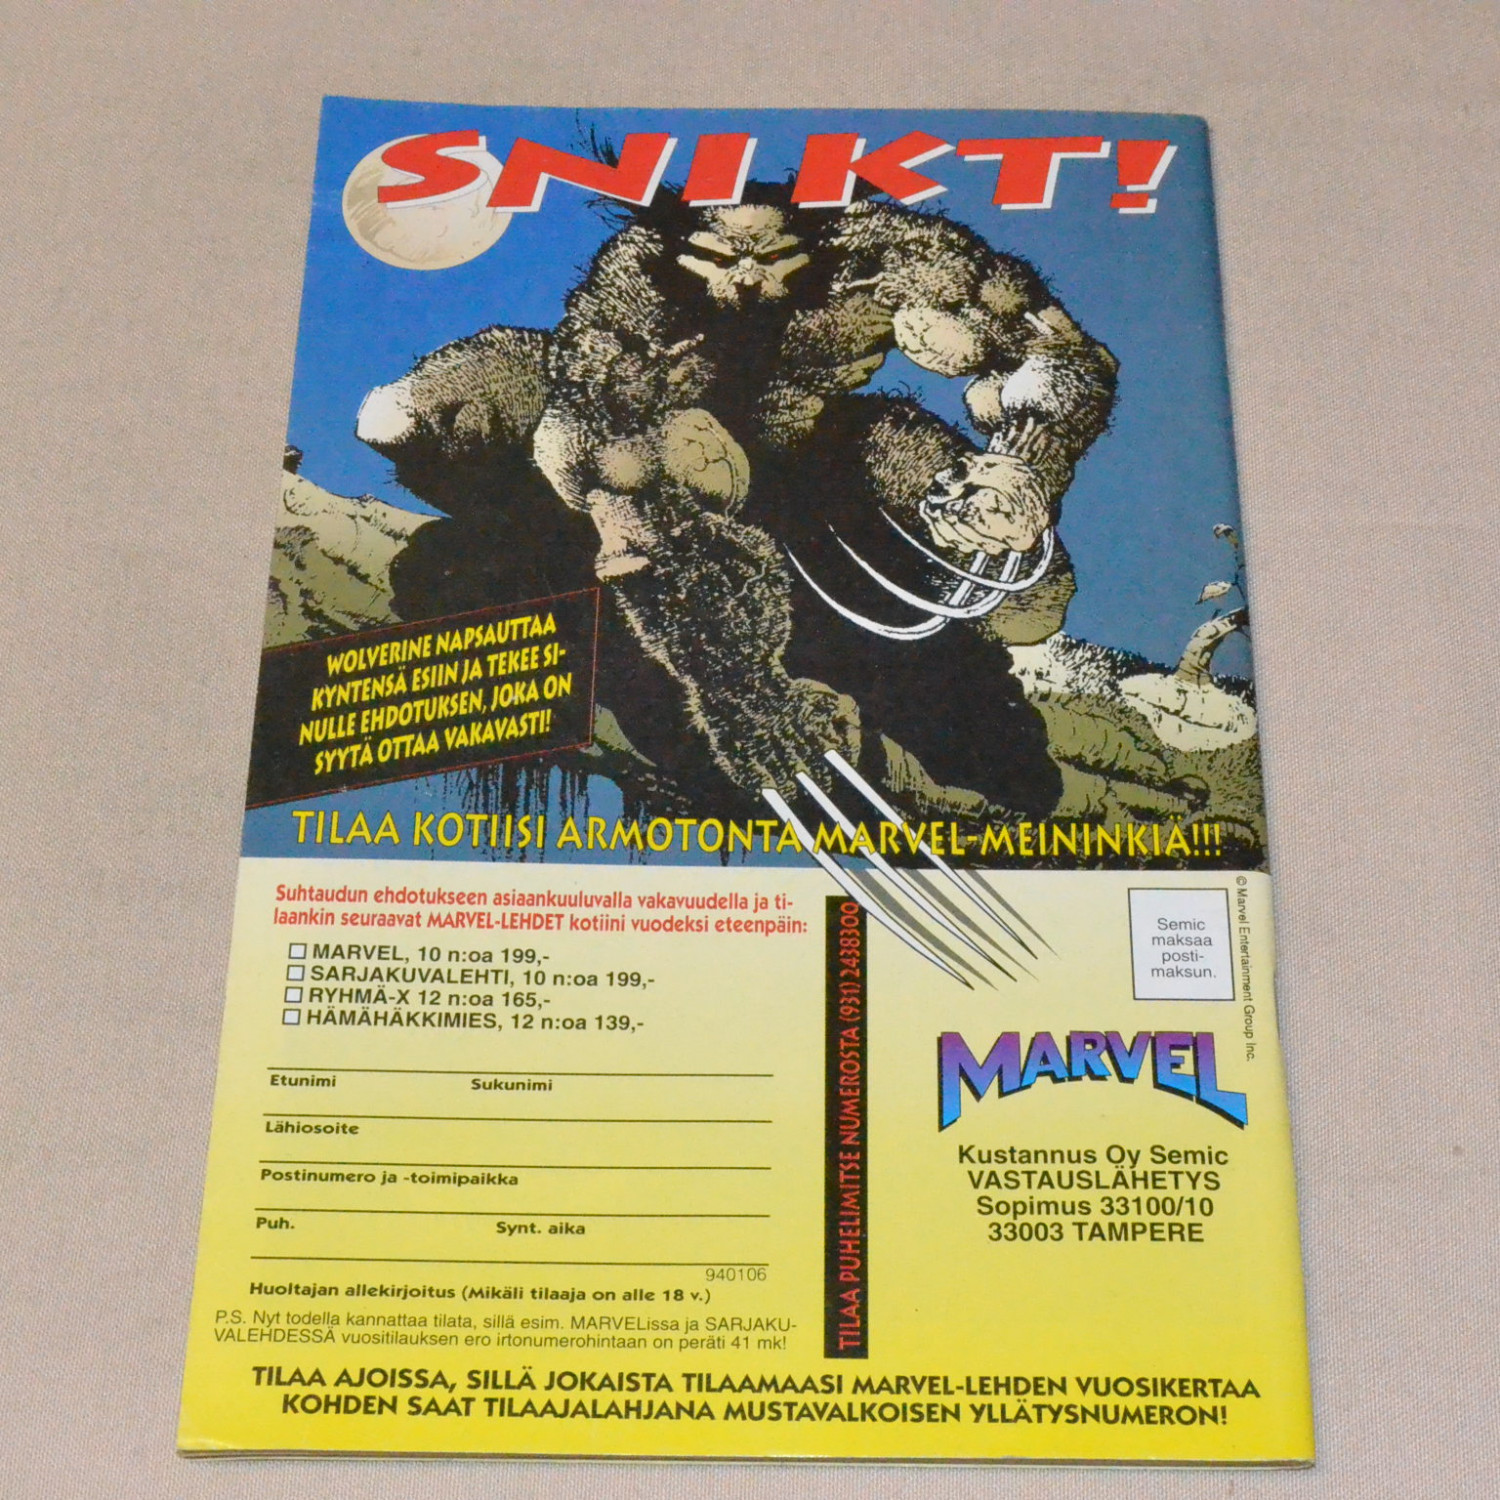 SNIKT!
WOLVERINE NAPSAUTTAA
KYNTENSÄ ESIIN JA TEKEE SI-
NULLE EHDOTUKSEN, JOKA ON
SYYTÄ OTTAA VAKAVASTI!
TILAA KOTIISI ARMOTONTA MARVEL-MEININKIÄ!!!
Suhtaudun ehdotukseen asiaankuuluvalla vakavuudella ja ti-
laankin seuraavat MARVEL-LEHDET kotiini vuodeksi eteenpäin:
MARVEL, 10 n:oa 199,-
SARJAKUVALEHTI, 10 n:oa 199,-
RYHMÄ-X 12 n:oa 165,-
HÄMÄHÄKKIMIES, 12 n:oa 139,-
Etunimi Sukunimi
Lähiosoite
Postinumero ja -toimipaikka
Puh. Synt. aika
940106
Huoltajan allekirjoitus (Mikäli tilaaja on alle 18 v.)
P.S. Nyt todella kannattaa tilata, sillä esim. MARVELissa ja SARJAKU-
VALEHDESSÄ vuositilauksen ero irtonumerohintaan on peräti 41 mk!
TILAA PUHELIMITSE NUMEROSTA (931) 2438300
Semic
maksaa
posti-
maksun.
© Marvel Entertainment Group Inc.
MARVEL
Kustannus Oy Semic
VASTAUSLÄHETYS
Sopimus 33100/10
33003 TAMPERE
TILAA AJOISSA, SILLÄ JOKAISTA TILAAMAASI MARVEL-LEHDEN VUOSIKERTAA
KOHDEN SAAT TILAAJALAHJANA MUSTAVALKOISEN YLLÄTYSNUMERON!